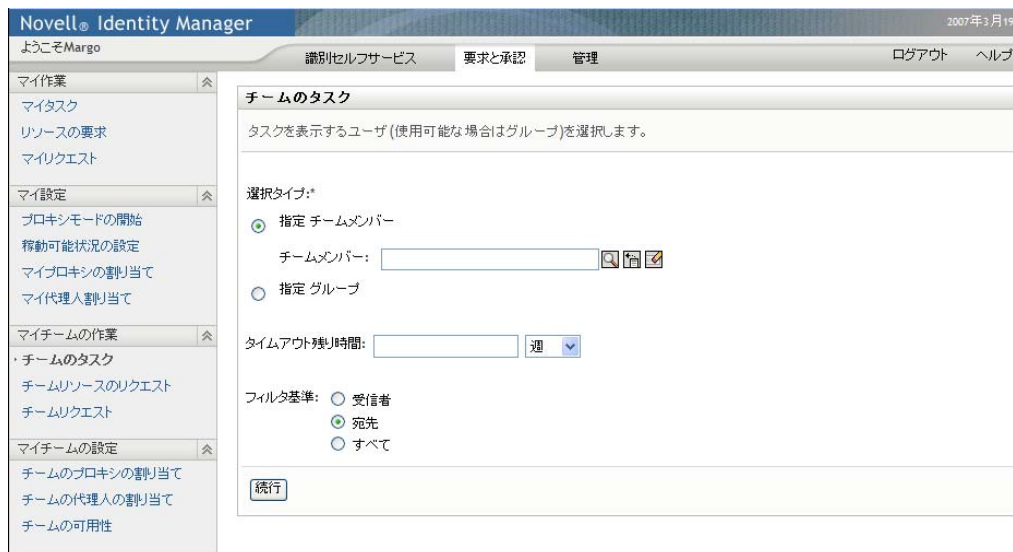 Novell® Identity Manager
2007年3月19
ようこそMargo
識別セルフサービス 要求と承認 管理 ログアウト ヘルプ
マイ作業
マイタスク
リソースの要求
マイリクエスト
マイ設定
プロキシモードの開始
稼動可能状況の設定
マイプロキシの割り当て
マイ代理人割り当て
マイチームの作業
・チームのタスク
チームリソースのリクエスト
チームリクエスト
マイチームの設定
チームのプロキシの割り当て
チームの代理人の割り当て
チームの可用性
チームのタスク
タスクを表示するユーザ(使用可能な場合はグループ)を選択します。
選択タイプ:*
指定 チームメンバー
チームメンバー:
指定 グループ
タイムアウト残り時間: 週
フィルタ基準: 受信者
宛先
すべて
続行